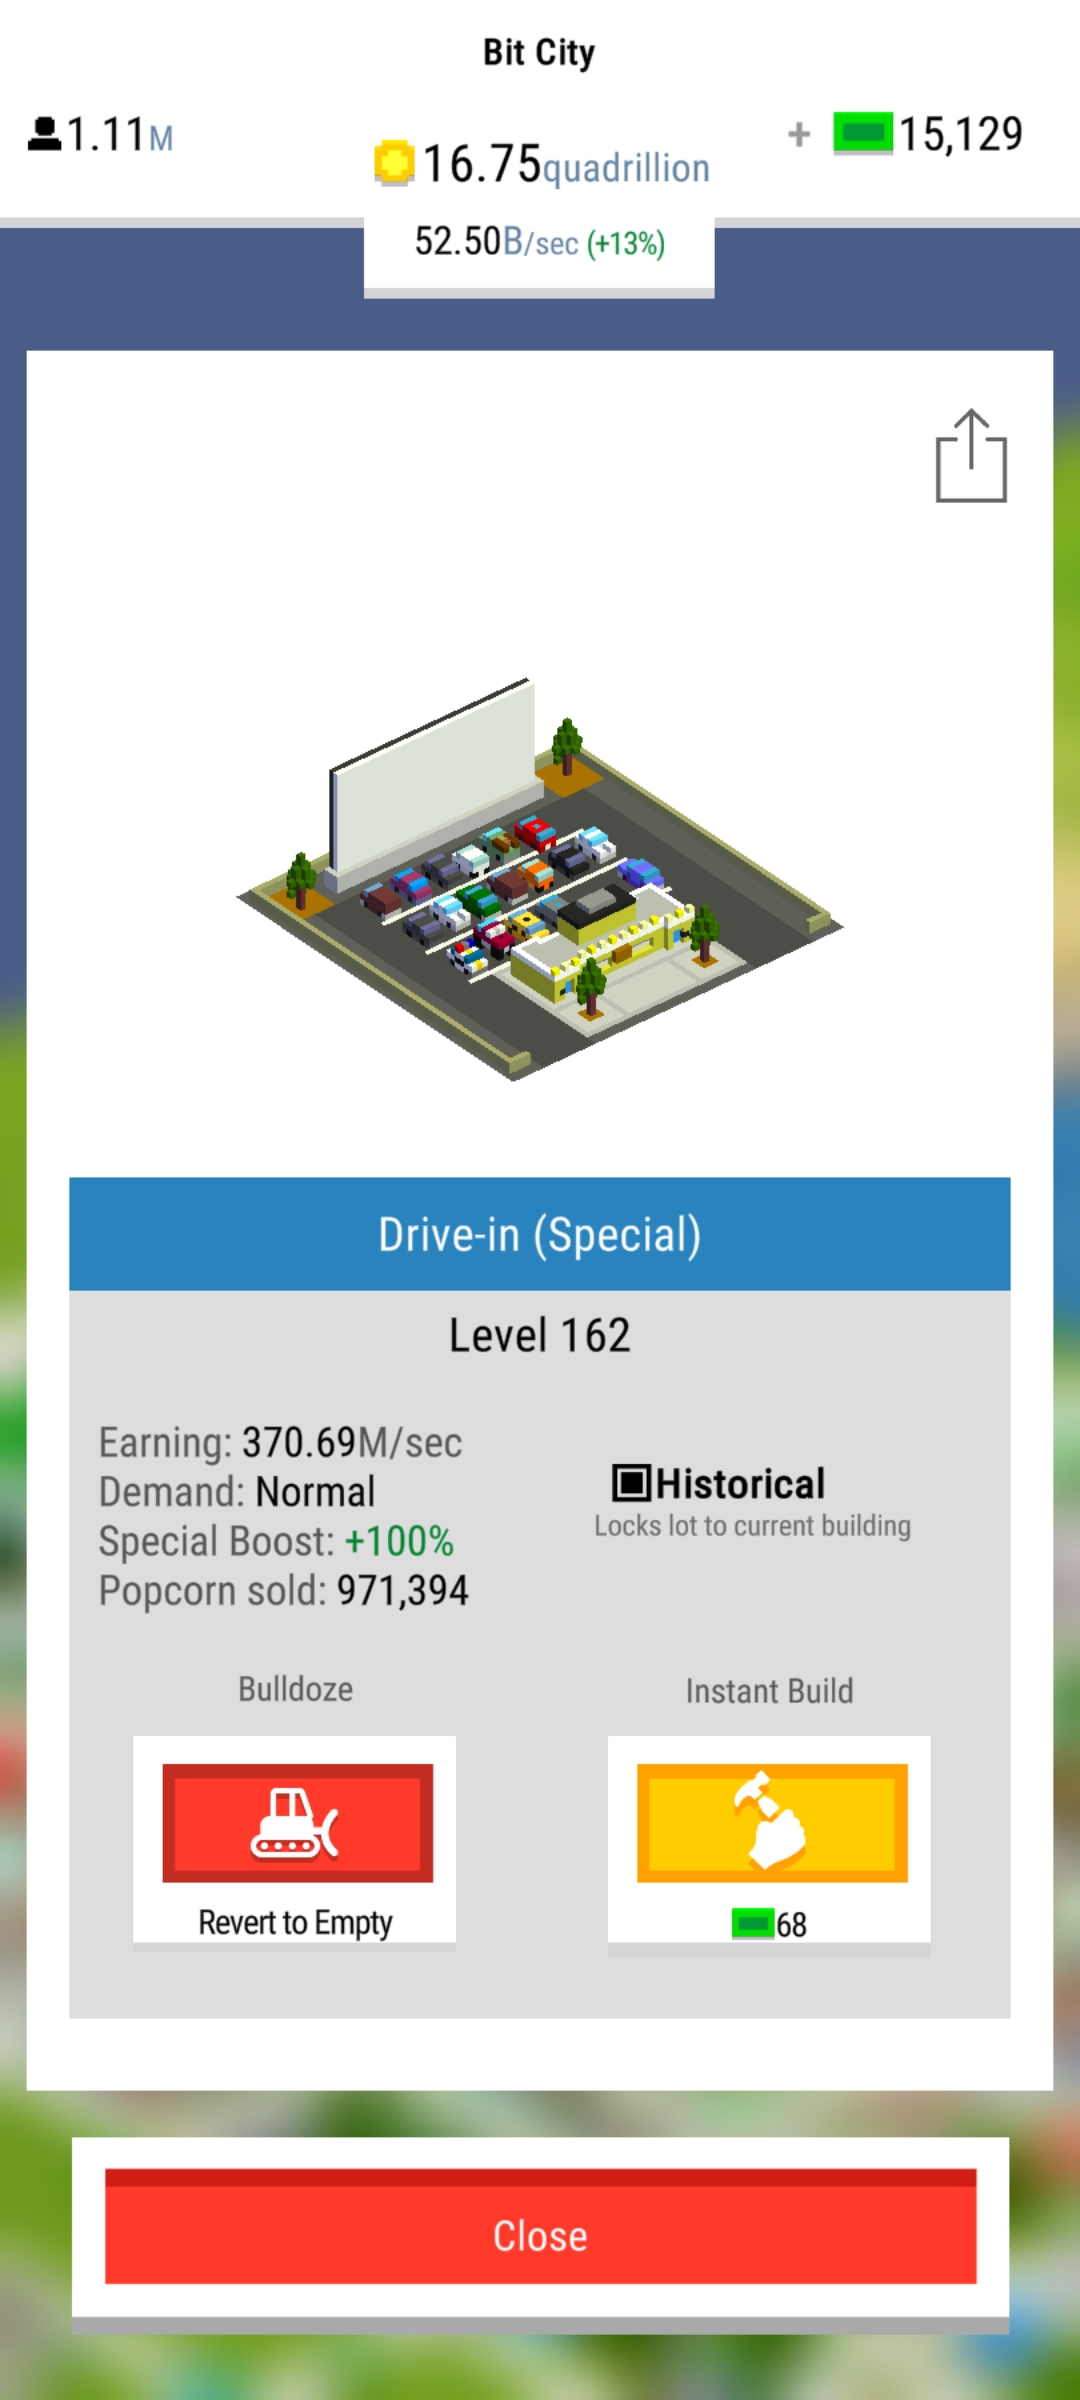 Bit City
1.11M
+ 15,129
16.75quadrillion
52.50B/sec (+13%)
Drive-in (Special)
Level 162
Earning: 370.69M/sec
Demand: Normal
Special Boost: +100%
Popcorn sold: 971,394
Historical
Locks lot to current building
Bulldoze
Instant Build
Revert to Empty
68
Close